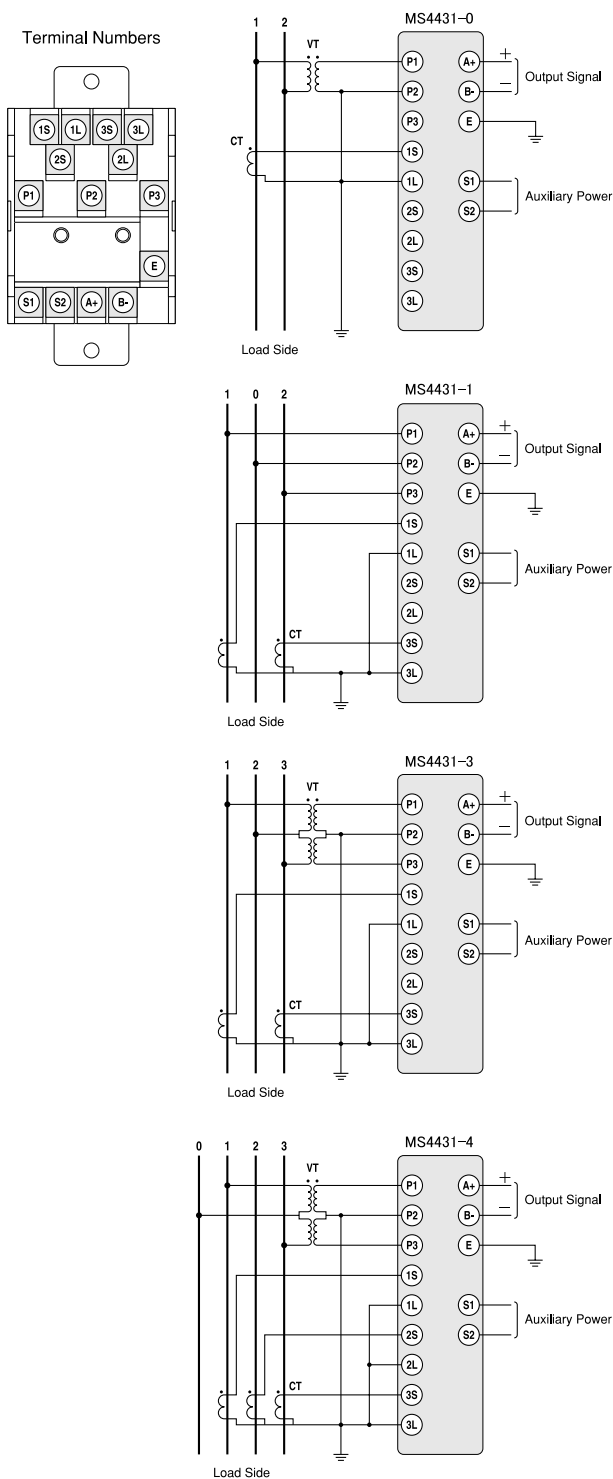 Terminal Numbers
1S 1L 3S 3L
2S 2L
P1 P2 P3
E
S1 S2 A+ B-
MS4431-0
1 2
VT
P1 A+ +
Output Signal
P2 B- −
P3 E
CT
1S
1L S1
Auxiliary Power
2S S2
2L
3S
3L
Load Side
MS4431-1
1 0 2
P1 A+ +
Output Signal
P2 B- −
P3 E
1S
1L S1
Auxiliary Power
2S S2
2L
CT
3S
3L
Load Side
MS4431-3
1 2 3
VT
P1 A+ +
Output Signal
P2 B- −
P3 E
1S
1L S1
Auxiliary Power
2S S2
2L
CT
3S
3L
Load Side
MS4431-4
0 1 2 3
VT
P1 A+ +
Output Signal
P2 B- −
P3 E
1S
1L S1
Auxiliary Power
2S S2
2L
CT
3S
3L
Load Side